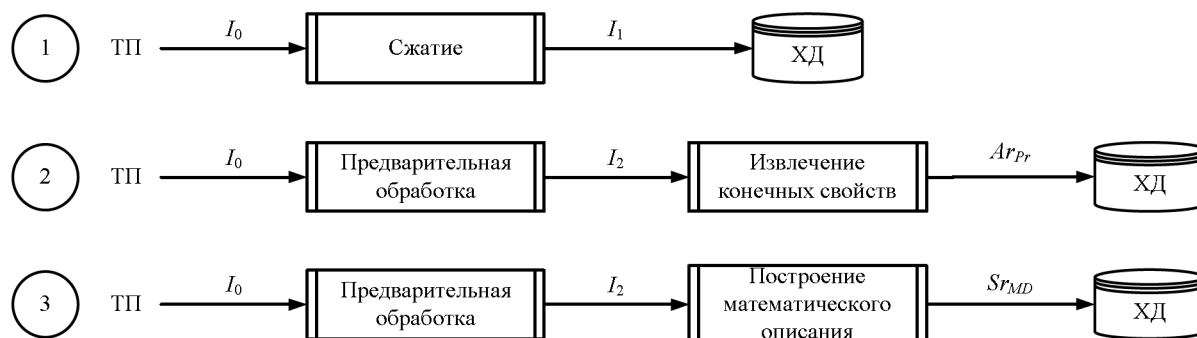 1 ТП I0 Сжатие I1 ХД
2 ТП I0 Предварительная обработка I2 Извлечение конечных свойств ArPr ХД
3 ТП I0 Предварительная обработка I2 Построение математического описания SrMD ХД